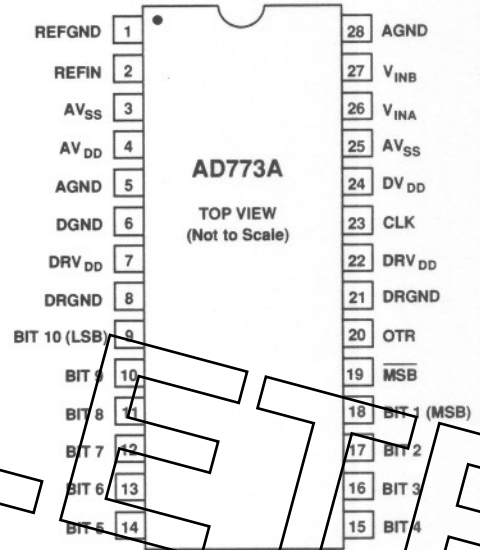 REFGND 1 28 AGND
REFIN 2 27 VINB
AVSS 3 26 VINA
AVDD 4 25 AVSS
AD773A
AGND 5 24 DVDD
TOP VIEW
(Not to Scale)
DGND 6 23 CLK
DRVDD 7 22 DRVDD
DRGND 8 21 DRGND
BIT 10 (LSB) 9 20 OTR
BIT 9 10 19 M̅S̅B̅
BIT 8 11 18 BIT 1 (MSB)
BIT 7 12 17 BIT 2
BIT 6 13 16 BIT 3
BIT 5 14 15 BIT 4